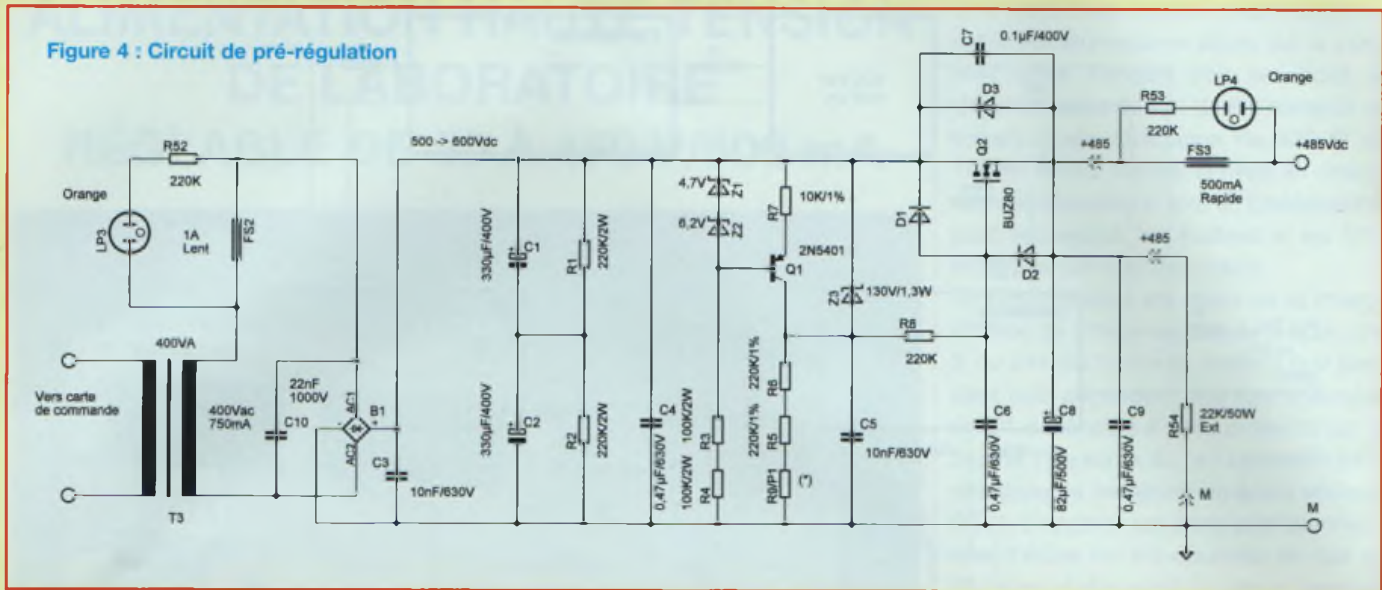 Figure 4 : Circuit de pré-régulation
R52
220K
Orange
LP3
1A
Lent
FS2
400VA
Vers carte
de commande
400Vac
750mA
T3
22nF
1000V
C10
AC1
AC2
B1
+
-
C3
10nF/630V
500 -> 600Vdc
330µF/400V
C1
R1
220K/2W
330µF/400V
C2
R2
220K/2W
C4
0,47µF/630V
4,7V
Z1
6,2V
Z2
R3
100K/2W
R4
100K/2W
R7
10K/1%
2N5401
Q1
Z3
130V/1,3W
R6
220K/1%
R5
220K/1%
R9/P1
(*)
C5
10nF/630V
R8
220K
C7
0.1µF/400V
D3
Q2
BUZ80
D1
D2
C6
0,47µF/630V
C8
82µF/500V
C9
0,47µF/630V
+485
R53
220K
LP4
Orange
FS3
500mA
Rapide
+485Vdc
+485
R54
22K/50W
Ext
M
M